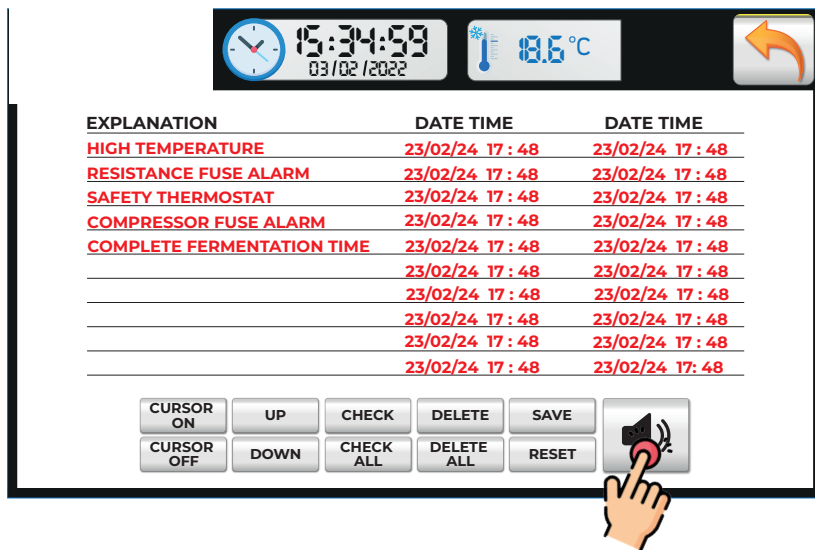 15:34:59
03/02/2022
18.6°C
EXPLANATION DATE TIME DATE TIME
HIGH TEMPERATURE 23/02/24 17 : 48 23/02/24 17 : 48
RESISTANCE FUSE ALARM 23/02/24 17 : 48 23/02/24 17 : 48
SAFETY THERMOSTAT 23/02/24 17 : 48 23/02/24 17 : 48
COMPRESSOR FUSE ALARM 23/02/24 17 : 48 23/02/24 17 : 48
COMPLETE FERMENTATION TIME 23/02/24 17 : 48 23/02/24 17 : 48
23/02/24 17 : 48 23/02/24 17 : 48
23/02/24 17 : 48 23/02/24 17 : 48
23/02/24 17 : 48 23/02/24 17 : 48
23/02/24 17 : 48 23/02/24 17 : 48
23/02/24 17 : 48 23/02/24 17: 48
CURSOR ON UP CHECK DELETE SAVE
CURSOR OFF DOWN CHECK ALL DELETE ALL RESET